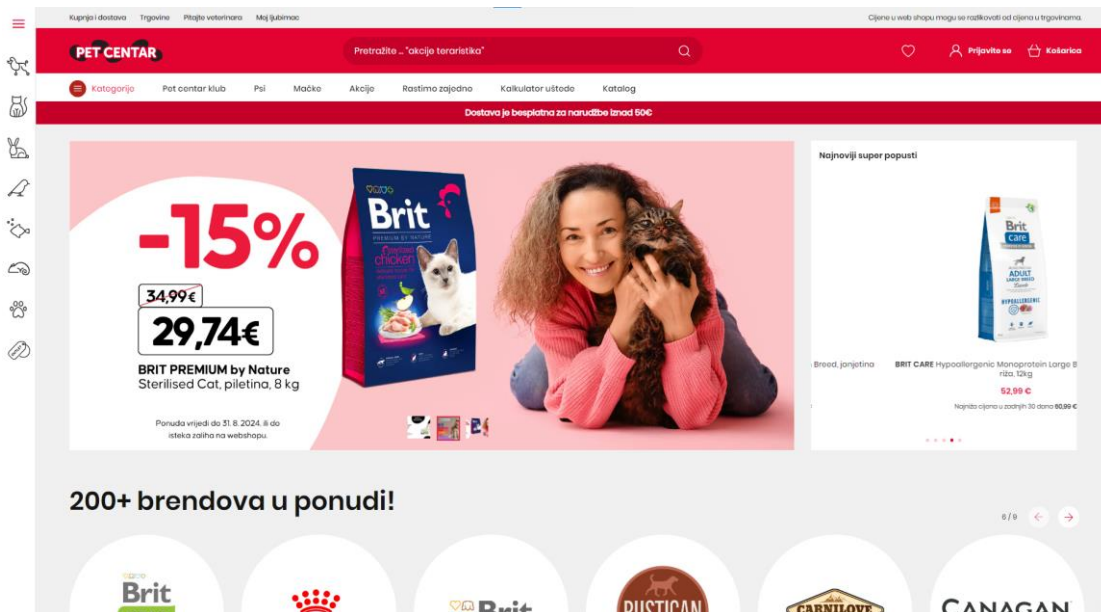 Kupnja i dostava Trgovine Pitajte veterinara Moj ljubimac
Cijene u web shopu mogu se razlikovati od cijena u trgovinama.
PET CENTAR
Pretražite ... "akcije teraristika"
Prijavite se
Košarica
Kategorije Pet centar klub Psi Mačke Akcije Rastimo zajedno Kalkulator uštede Katalog
Dostava je besplatna za narudžbe iznad 50€
-15%
34,99€
29,74€
BRIT PREMIUM by Nature
Sterilised Cat, piletina, 8 kg
Ponuda vrijedi do 31. 8. 2024. ili do
isteka zaliha na webshopu.
Brit
PREMIUM BY NATURE
Sterilised
chicken
Najnoviji super popusti
Brit
care
ADULT
LARGE BREED
HYPOALLERGENIC
Breed, janjetina
BRIT CARE Hypoallergenic Monoprotein Large B
riža, 12kg
52,99 €
Najniža cijena u zadnjih 30 dana 60,99 €
200+ brendova u ponudi!
6/9
Brit
Brit
RUSTICAN
CARNILOVE
CANAGAN